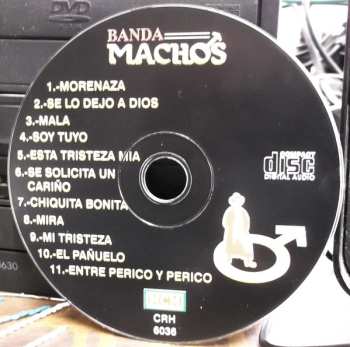 BANDA
MACHOS
1.-MORENAZA
2.-SE LO DEJO A DIOS
3.-MALA
4.-SOY TUYO
5.-ESTA TRISTEZA MIA
6.-SE SOLICITA UN
CARIÑO
7.-CHIQUITA BONITA
8.-MIRA
9.-MI TRISTEZA
10.-EL PAÑUELO
11.-ENTRE PERICO Y PERICO
COMPACT
disc
DIGITAL AUDIO
CRH
6036